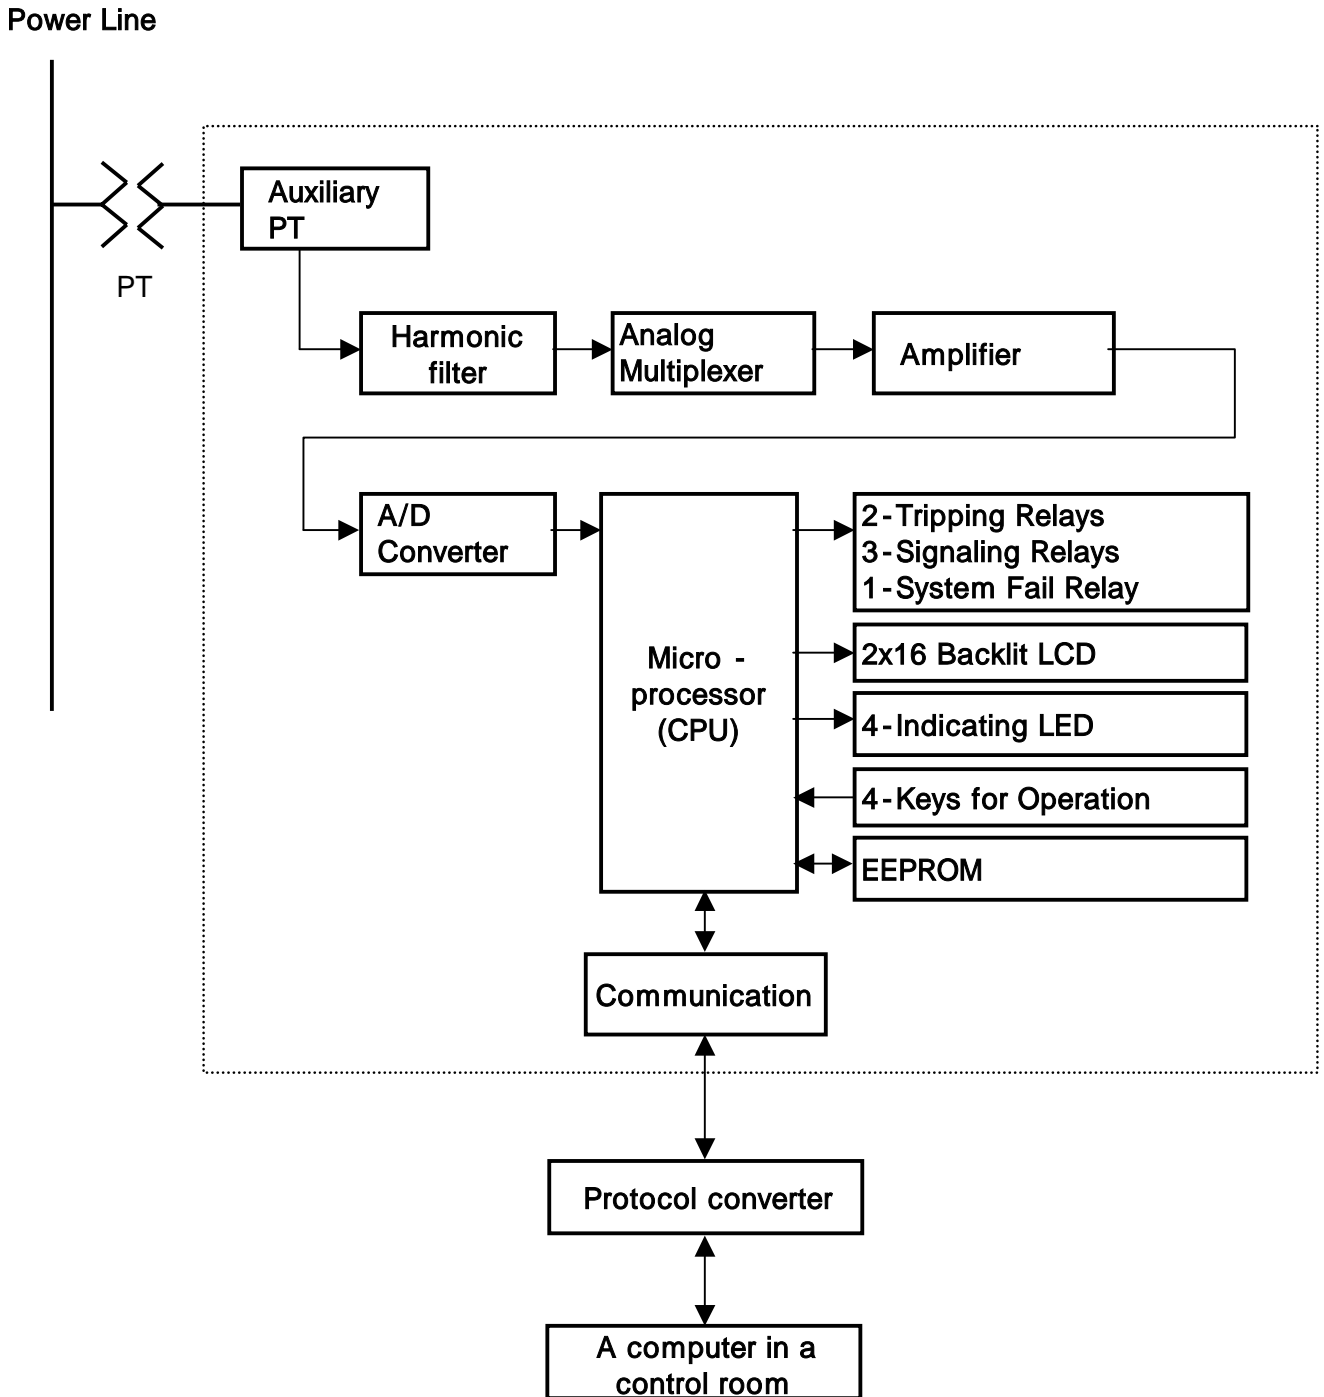 Power Line
Auxiliary
PT
PT
Harmonic
filter
Analog
Multiplexer
Amplifier
A/D
Converter
Micro -
processor
(CPU)
2-Tripping Relays
3-Signaling Relays
1-System Fail Relay
2x16 Backlit LCD
4-Indicating LED
4-Keys for Operation
EEPROM
Communication
Protocol converter
A computer in a
control room